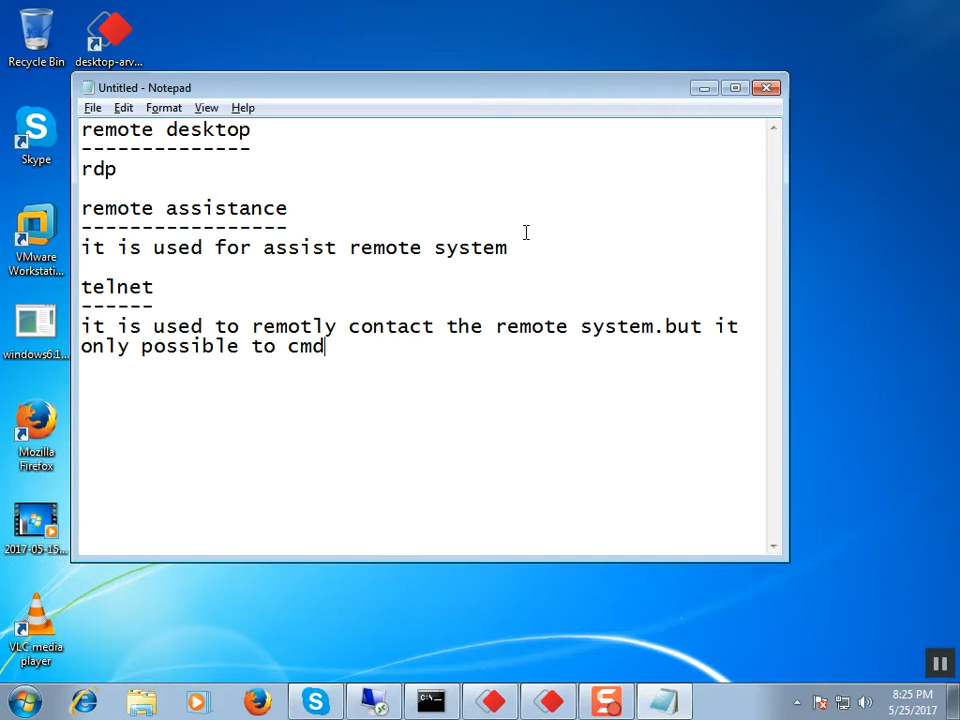 Recycle Bin
desktop-arv...
Untitled - Notepad
File Edit Format View Help
remote desktop
--------------
rdp
remote assistance
-----------------
it is used for assist remote system
telnet
------
it is used to remotly contact the remote system.but it
only possible to cmd
Skype
VMware
Workstati...
windows6.1...
Mozilla
Firefox
2017-05-15...
VLC media
player
8:25 PM
5/25/2017